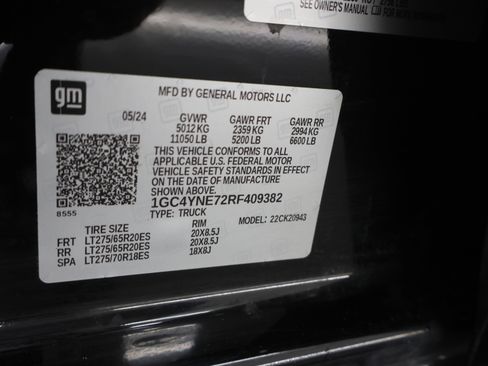 SEE OWNER'S MANUAL
gm
MFD BY GENERAL MOTORS LLC
05/24
GVWR GAWR FRT GAWR RR
5012 KG 2359 KG 2994 KG
11050 LB 5200 LB 6600 LB
THIS VEHICLE CONFORMS TO ALL
APPLICABLE U.S. FEDERAL MOTOR
VEHICLE SAFETY STANDARDS IN EFFECT
ON THE DATE OF MANUFACTURE
SHOWN ABOVE.
8555
1GC4YNE72RF409382
TYPE: TRUCK MODEL: 22CK20943
TIRE SIZE RIM
FRT LT275/65R20ES 20X8.5J
RR LT275/65R20ES 20X8.5J
SPA LT275/70R18ES 18X8J